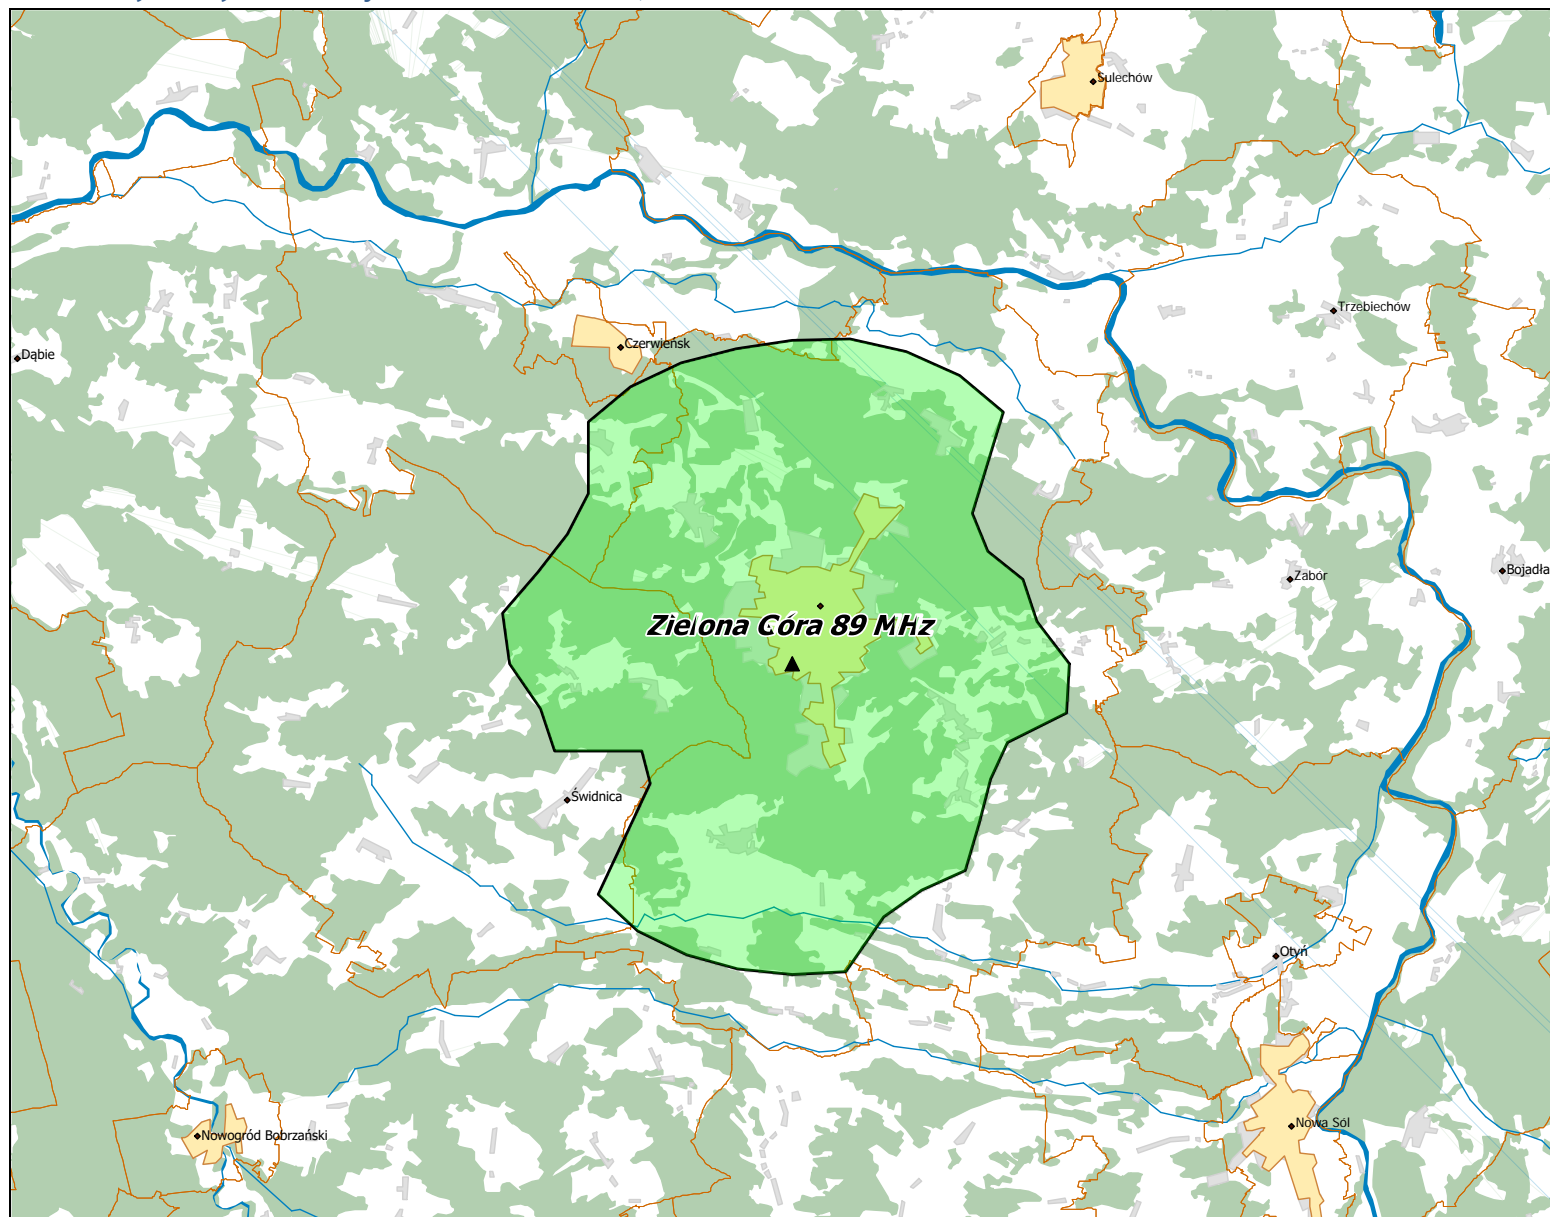 Sulechów
Trzebiechów
Czerwieńsk
Dąbie
Bojadła
Zabór
Zielona Góra 89 MHz
Świdnica
Otyń
Nowa Sól
Nowogród Bobrzański